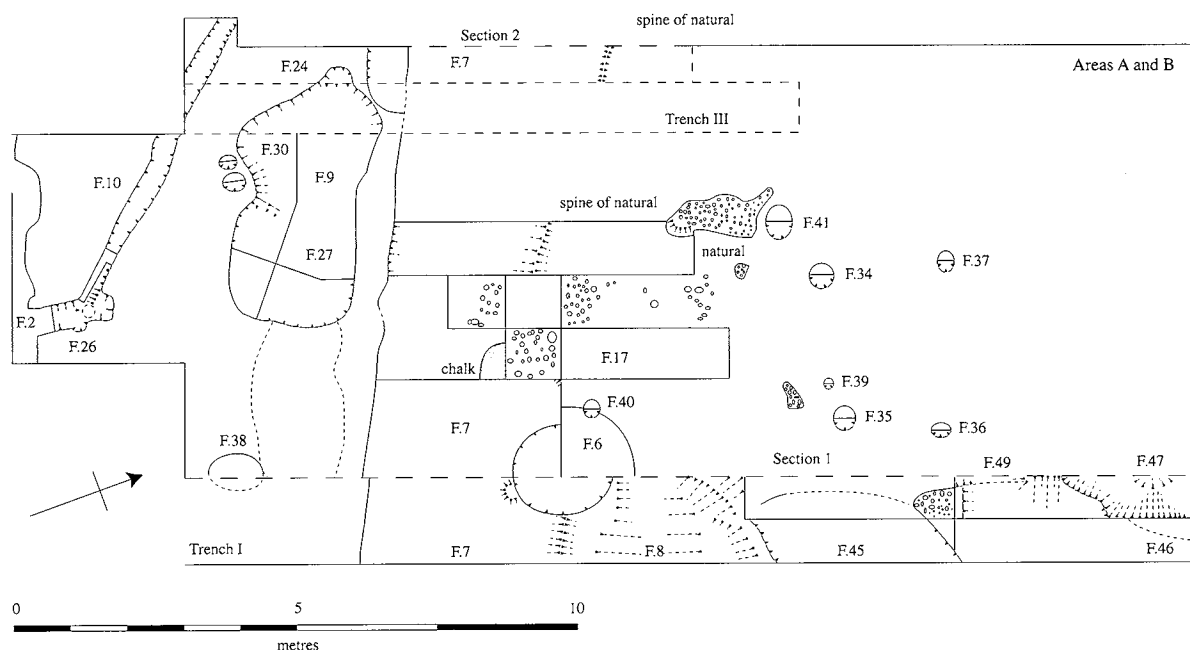 spine of natural
Section 2
F.24
F.7
Areas A and B
Trench III
F.30
F.10
F.9
spine of natural
F.41
natural
F.37
F.34
F.27
F.2
F.26
chalk
F.17
F.39
F.40
F.35
F.36
F.7
F.6
F.38
Section 1
F.49
F.47
Trench I
F.7
F.8
F.45
F.46
0
5
10
metres